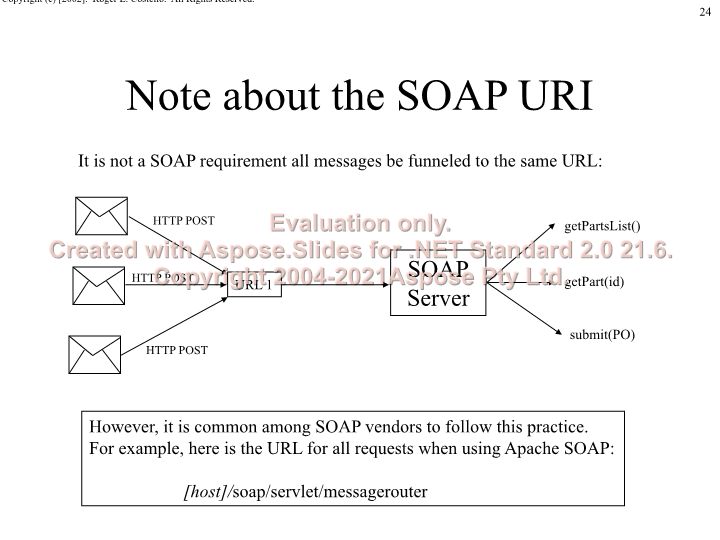 Copyright (c) [2002]. Roger L. Costello. All Rights Reserved.
24
Note about the SOAP URI
It is not a SOAP requirement all messages be funneled to the same URL:
HTTP POST
HTTP POST
HTTP POST
URL 1
SOAP
Server
getPartsList()
getPart(id)
submit(PO)
Evaluation only.
Created with Aspose.Slides for .NET Standard 2.0 21.6.
Copyright 2004-2021Aspose Pty Ltd
However, it is common among SOAP vendors to follow this practice.
For example, here is the URL for all requests when using Apache SOAP:
[host]/soap/servlet/messagerouter